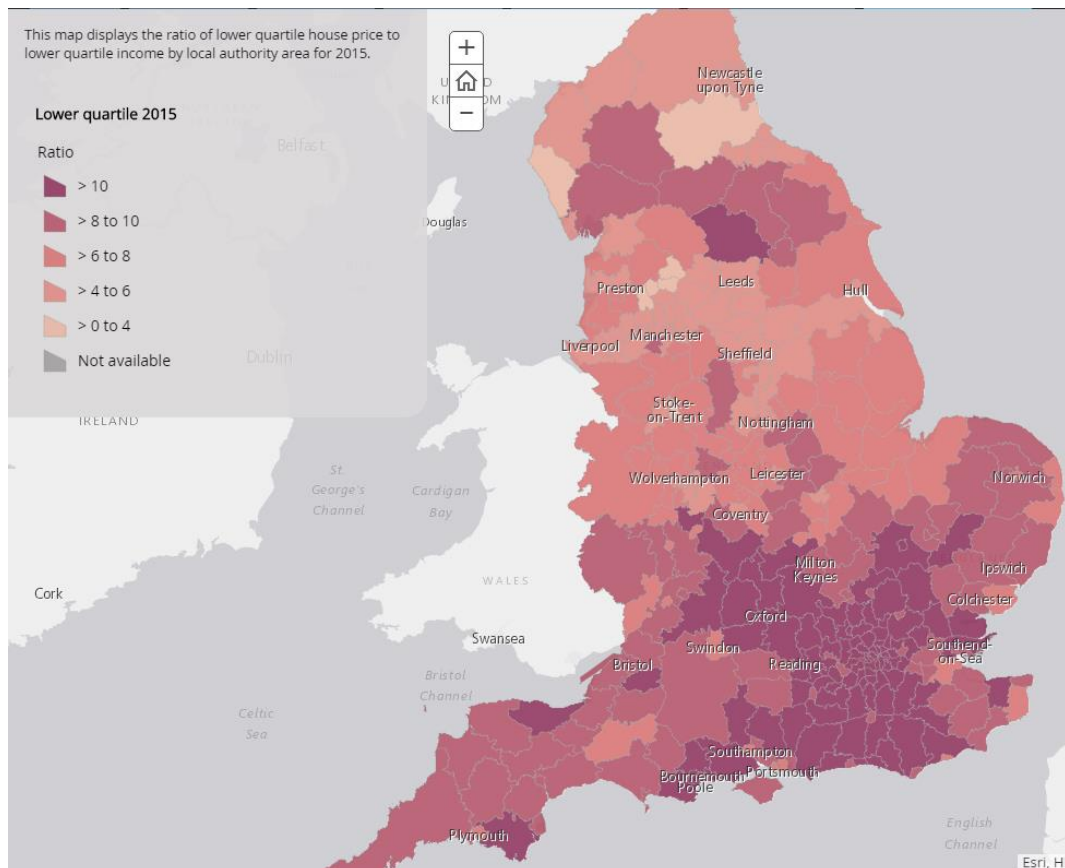 This map displays the ratio of lower quartile house price to
lower quartile income by local authority area for 2015.
Lower quartile 2015
Ratio
> 10
> 8 to 10
> 6 to 8
> 4 to 6
> 0 to 4
Not available
+
−
UNITED
KINGDOM
Belfast
Douglas
Dublin
IRELAND
Newcastle
upon Tyne
Preston
Leeds
Hull
Manchester
Liverpool
Sheffield
Stoke-
on-Trent
Nottingham
St.
George's
Channel
Cardigan
Bay
Wolverhampton
Leicester
Norwich
Coventry
Cork
WALES
Milton
Keynes
Ipswich
Colchester
Oxford
Swansea
Swindon
Southend-
on-Sea
Bristol
Reading
Bristol
Channel
Celtic
Sea
Southampton
Bournemouth
Portsmouth
Poole
Plymouth
English
Channel
Esri, H